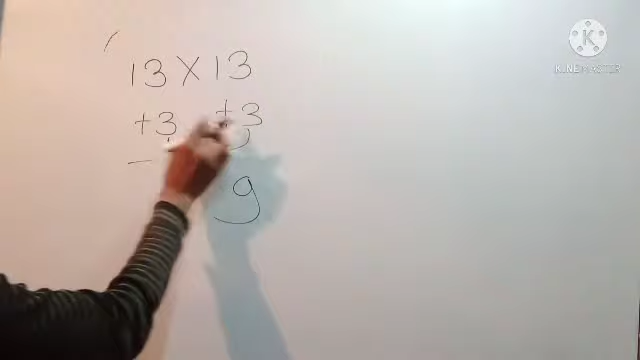 13 X 13
+3 +3
9
K
KINEMASTER